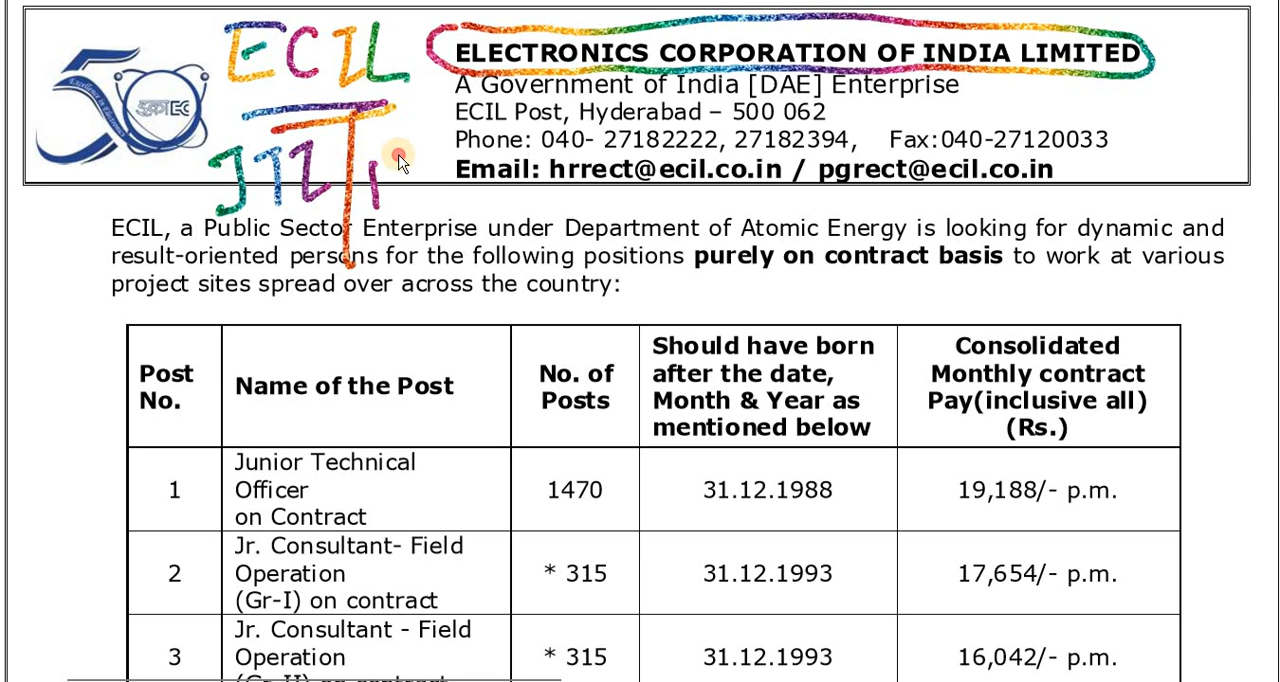 ECIL
ELECTRONICS CORPORATION OF INDIA LIMITED
A Government of India [DAE] Enterprise
ECIL Post, Hyderabad – 500 062
Phone: 040- 27182222, 27182394, Fax:040-27120033
Email: hrrect@ecil.co.in / pgrect@ecil.co.in
ECIL, a Public Sector Enterprise under Department of Atomic Energy is looking for dynamic and
result-oriented persons for the following positions purely on contract basis to work at various
project sites spread over across the country:
Post No.
Name of the Post
No. of Posts
Should have born after the date, Month & Year as mentioned below
Consolidated Monthly contract Pay(inclusive all) (Rs.)
1
Junior Technical
Officer
on Contract
1470
31.12.1988
19,188/- p.m.
2
Jr. Consultant- Field
Operation
(Gr-I) on contract
* 315
31.12.1993
17,654/- p.m.
3
Jr. Consultant - Field
Operation
(Gr-II) on contract
* 315
31.12.1993
16,042/- p.m.